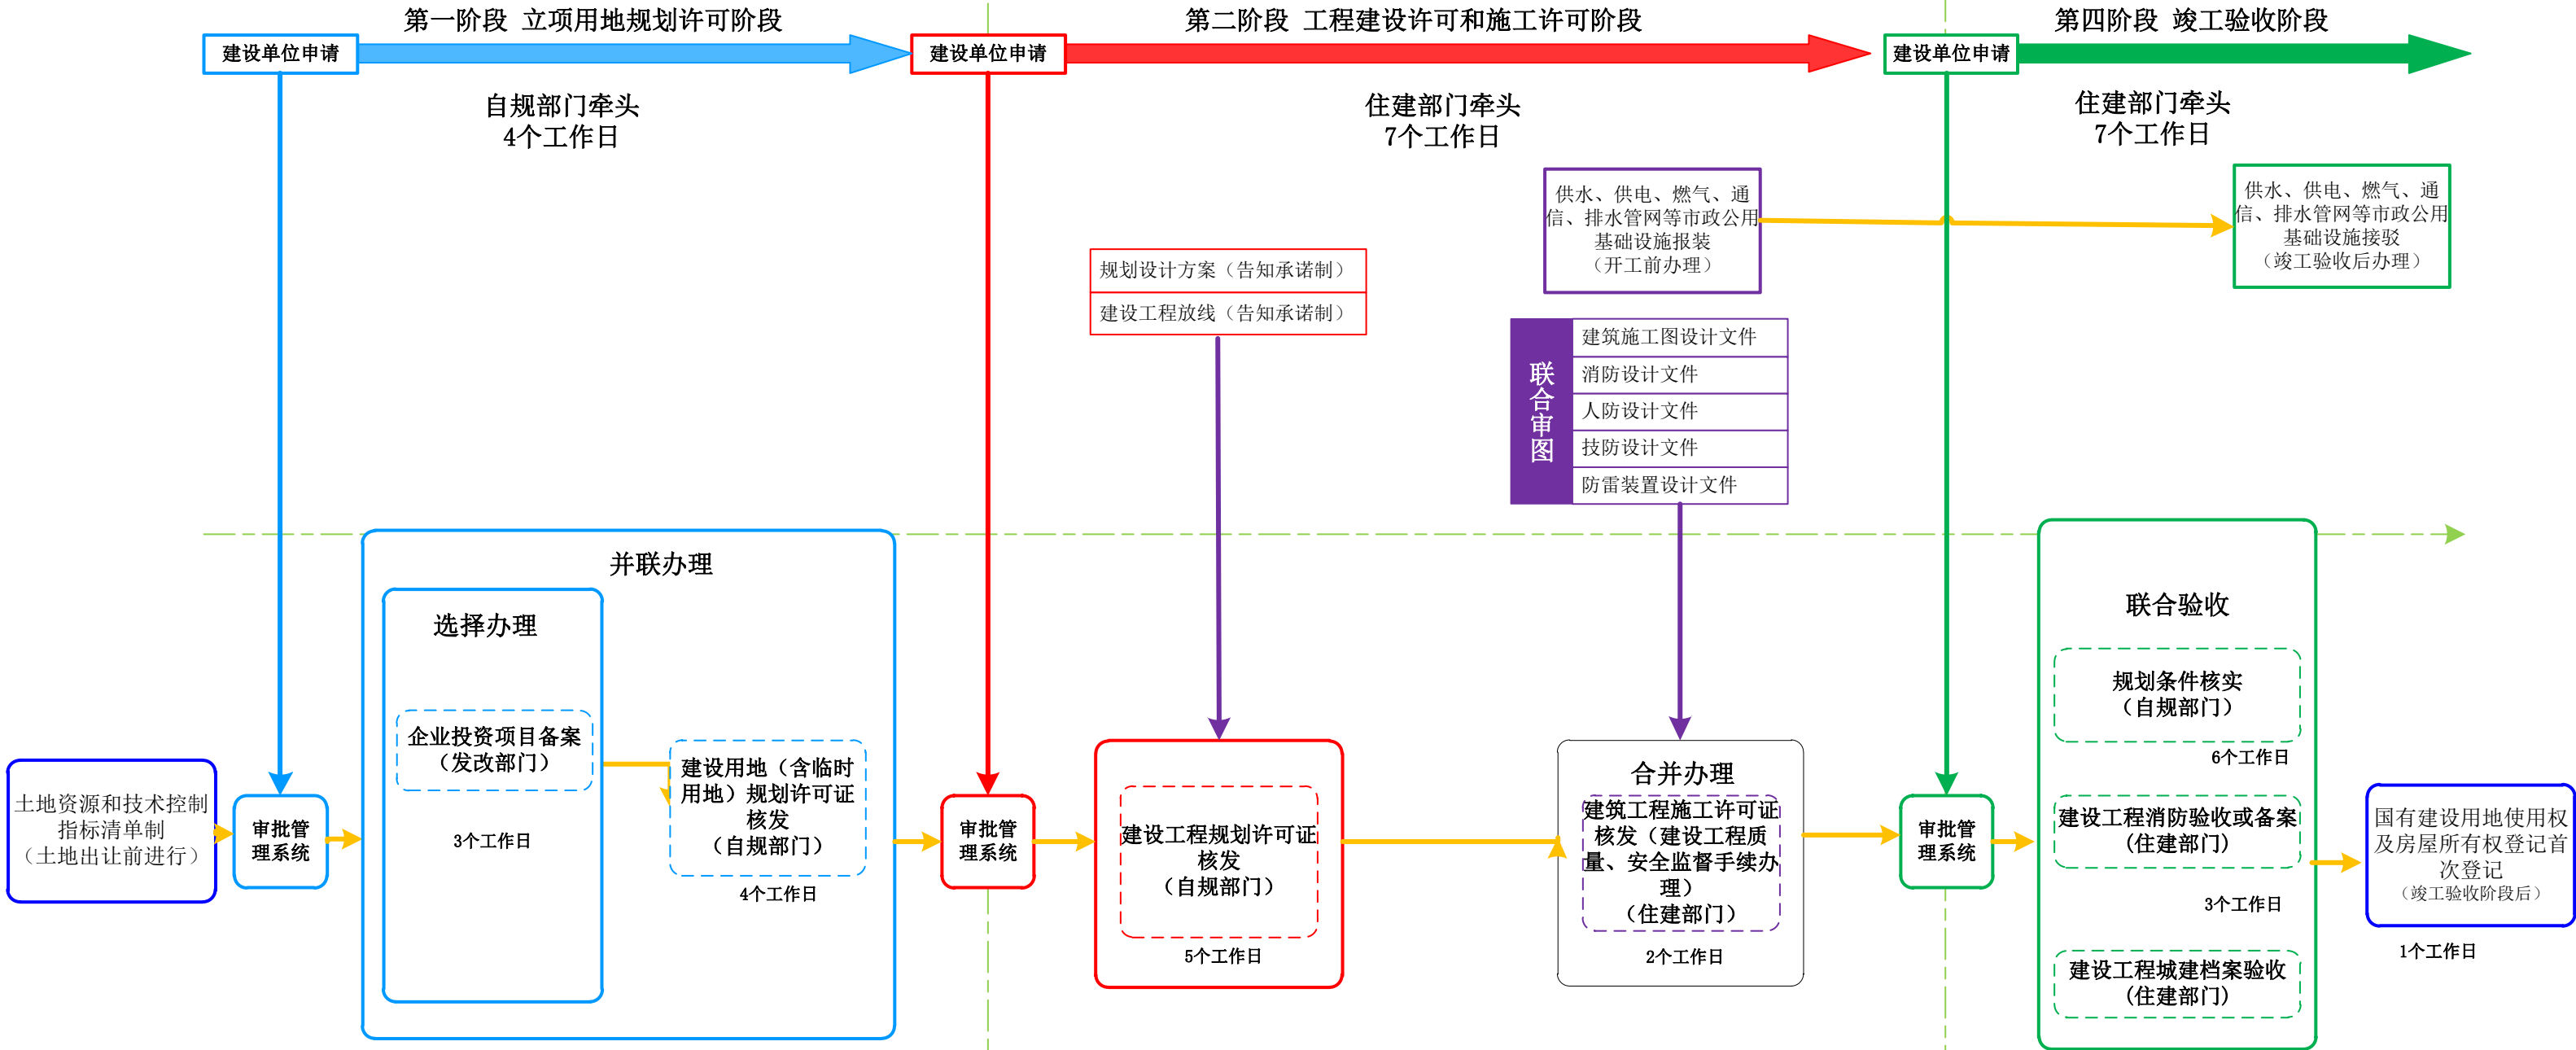 第一阶段 立项用地规划许可阶段
第二阶段 工程建设许可和施工许可阶段
第四阶段 竣工验收阶段
建设单位申请
建设单位申请
建设单位申请
自规部门牵头
4个工作日
住建部门牵头
7个工作日
住建部门牵头
7个工作日
供水、供电、燃气、通
信、排水管网等市政公用
基础设施报装
（开工前办理）
供水、供电、燃气、通
信、排水管网等市政公用
基础设施接驳
（竣工验收后办理）
规划设计方案（告知承诺制）
建设工程放线（告知承诺制）
联合审图
建筑施工图设计文件
消防设计文件
人防设计文件
技防设计文件
防雷装置设计文件
土地资源和技术控制
指标清单制
（土地出让前进行）
审批管
理系统
并联办理
选择办理
企业投资项目备案
（发改部门）
3个工作日
建设用地（含临时
用地）规划许可证
核发
（自规部门）
4个工作日
审批管
理系统
建设工程规划许可证
核发
（自规部门）
5个工作日
合并办理
建筑工程施工许可证
核发（建设工程质
量、安全监督手续办
理）
（住建部门）
2个工作日
审批管
理系统
联合验收
规划条件核实
（自规部门）
6个工作日
建设工程消防验收或备案
(住建部门)
3个工作日
建设工程城建档案验收
(住建部门)
国有建设用地使用权
及房屋所有权登记首
次登记
（竣工验收阶段后）
1个工作日